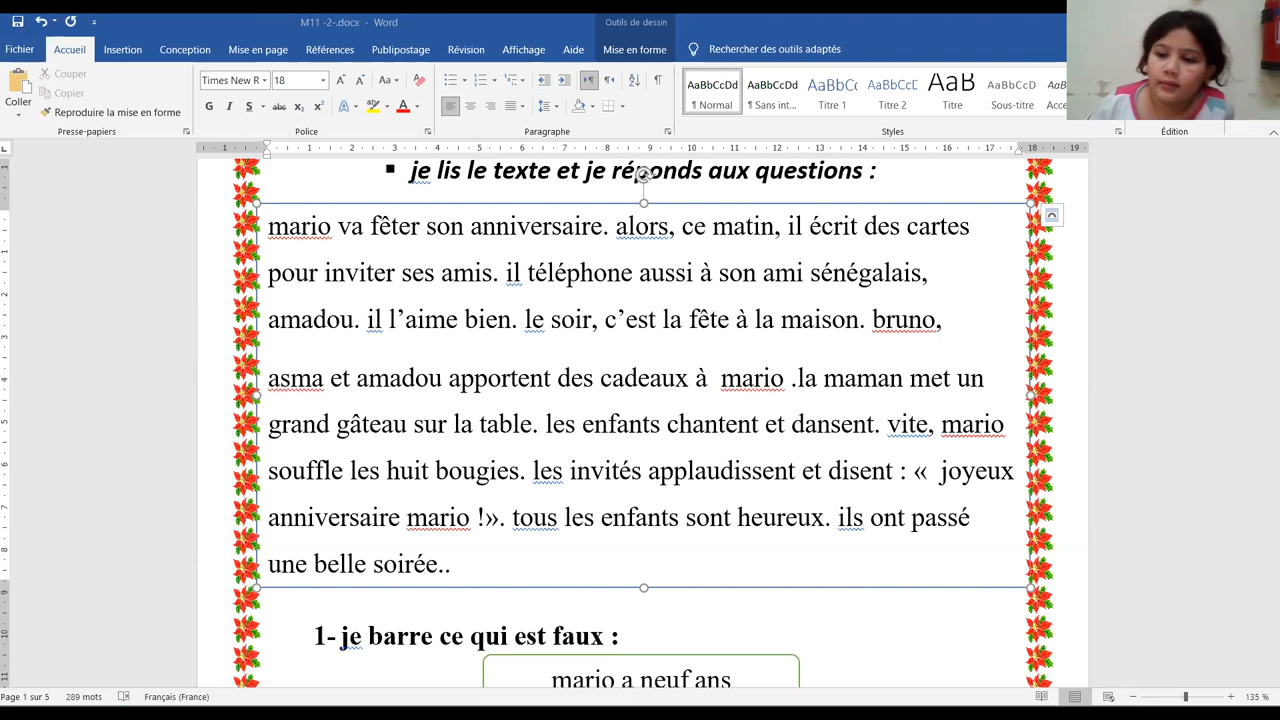 M11 -2-.docx - Word
Outils de dessin
Fichier Accueil Insertion Conception Mise en page Références Publipostage Révision Affichage Aide Mise en forme Rechercher des outils adaptés
Coller
Couper
Copier
Reproduire la mise en forme
Presse-papiers
Times New R 18
Police
Paragraphe
AaBbCcDd AaBbCcDd AaBbCc AaBbCcE AaB AaBbCcD AaBbCcDd
¶ Normal ¶ Sans int... Titre 1 Titre 2 Titre Sous-titre
Styles
Édition
▪ je lis le texte et je réponds aux questions :
mario va fêter son anniversaire. alors, ce matin, il écrit des cartes
pour inviter ses amis. il téléphone aussi à son ami sénégalais,
amadou. il l’aime bien. le soir, c’est la fête à la maison. bruno,
asma et amadou apportent des cadeaux à mario .la maman met un
grand gâteau sur la table. les enfants chantent et dansent. vite, mario
souffle les huit bougies. les invités applaudissent et disent : « joyeux
anniversaire mario !». tous les enfants sont heureux. ils ont passé
une belle soirée..
1- je barre ce qui est faux :
mario a neuf ans
Page 1 sur 5 289 mots Français (France) 135 %